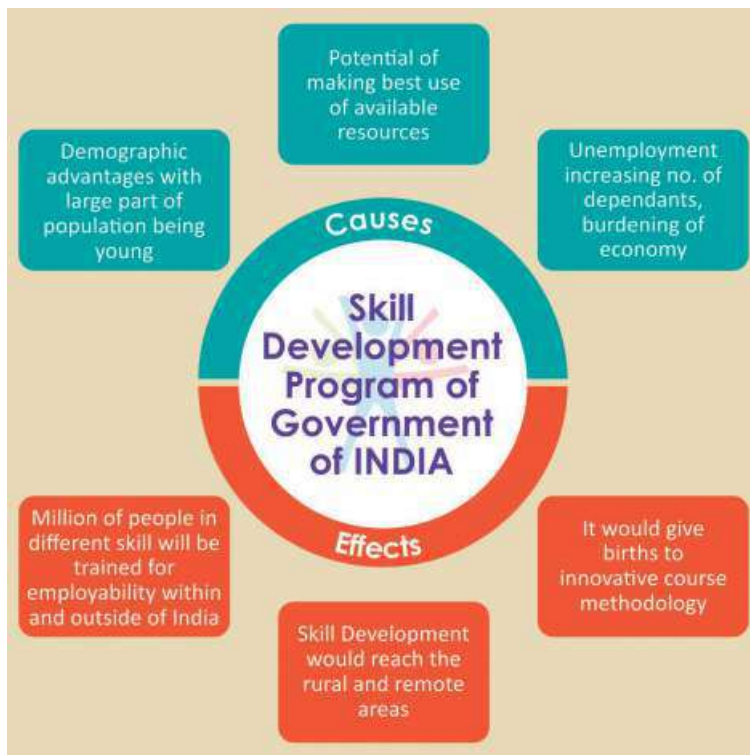 Potential of
making best use
of available
resources
Demographic
advantages with
large part of
population being
young
Unemployment
increasing no. of
dependants,
burdening of
economy
Causes
Skill
Development
Program of
Government
of INDIA
Effects
Million of people in
different skill will be
trained for
employability within
and outside of India
It would give
births to
innovative course
methodology
Skill Development
would reach the
rural and remote
areas